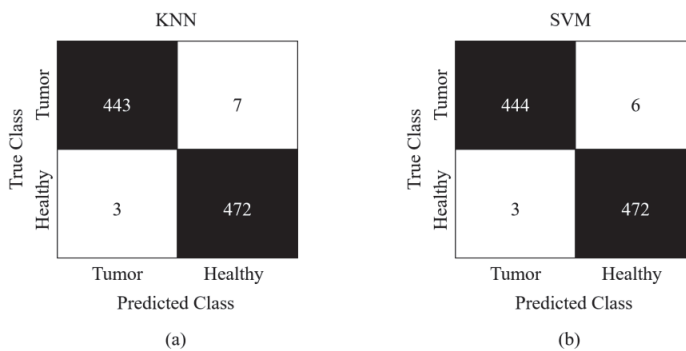 KNN
True Class
Tumor
Healthy
443
7
3
472
Tumor
Healthy
Predicted Class
(a)
SVM
True Class
Tumor
Healthy
444
6
3
472
Tumor
Healthy
Predicted Class
(b)